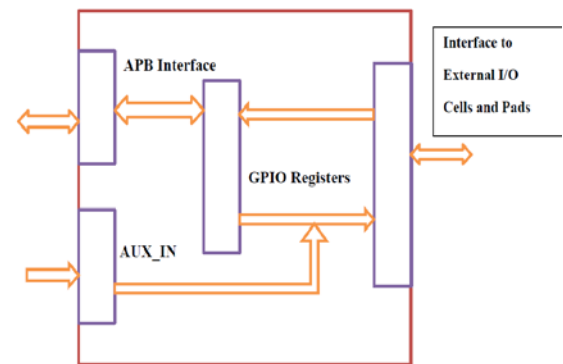 APB Interface
Interface to
External I/O
Cells and Pads
GPIO Registers
AUX_IN